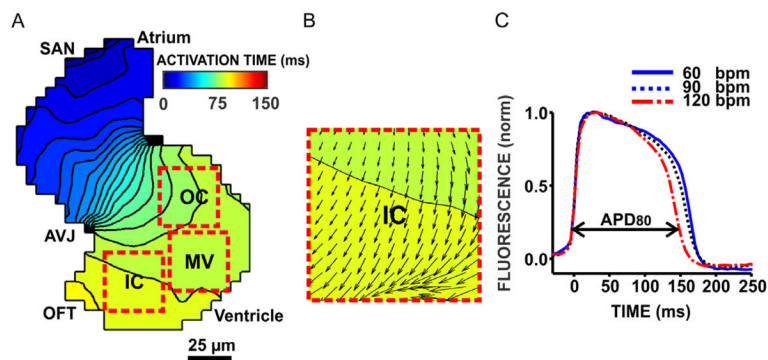 A
SAN
Atrium
ACTIVATION TIME (ms)
0 75 150
OC
AVJ
MV
IC
OFT
Ventricle
25 µm
B
IC
C
60 bpm
90 bpm
120 bpm
FLUORESCENCE (norm)
1.0
0.5
0.0
APD80
0 50 100 150 200 250
TIME (ms)